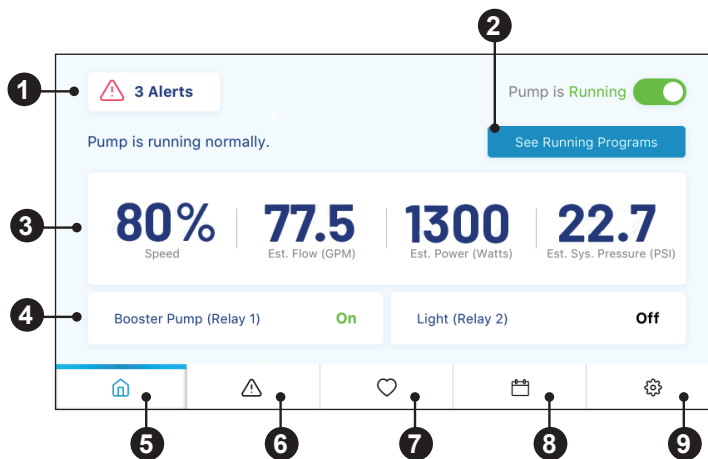 2
1
3 Alerts
Pump is Running
Pump is running normally.
See Running Programs
3
80%
77.5
1300
22.7
Speed
Est. Flow (GPM)
Est. Power (Watts)
Est. Sys. Pressure (PSI)
4
Booster Pump (Relay 1) On
Light (Relay 2) Off
5
6
7
8
9